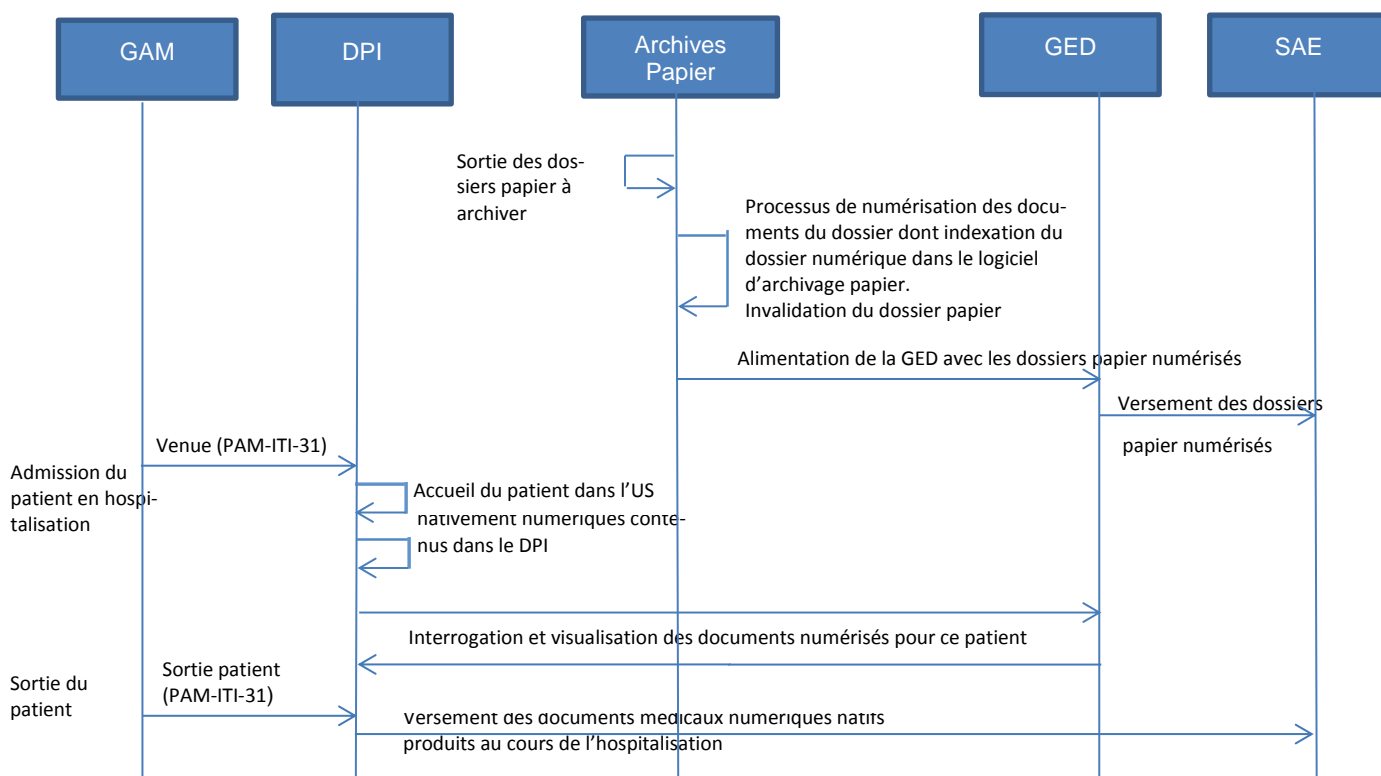 GAM
DPI
Archives
Papier
GED
SAE
Sortie des dos-
siers papier à
archiver
Processus de numérisation des docu-
ments du dossier dont indexation du
dossier numérique dans le logiciel
d’archivage papier.
Invalidation du dossier papier
Alimentation de la GED avec les dossiers papier numérisés
Versement des dossiers
papier numérisés
Venue (PAM-ITI-31)
Admission du
patient en hospi-
talisation
Accueil du patient dans l’US
nativement numériques conte-
nus dans le DPI
Interrogation et visualisation des documents numérisés pour ce patient
Sortie patient
(PAM-ITI-31)
Sortie du
patient
Versement des documents médicaux numériques natifs
produits au cours de l’hospitalisation